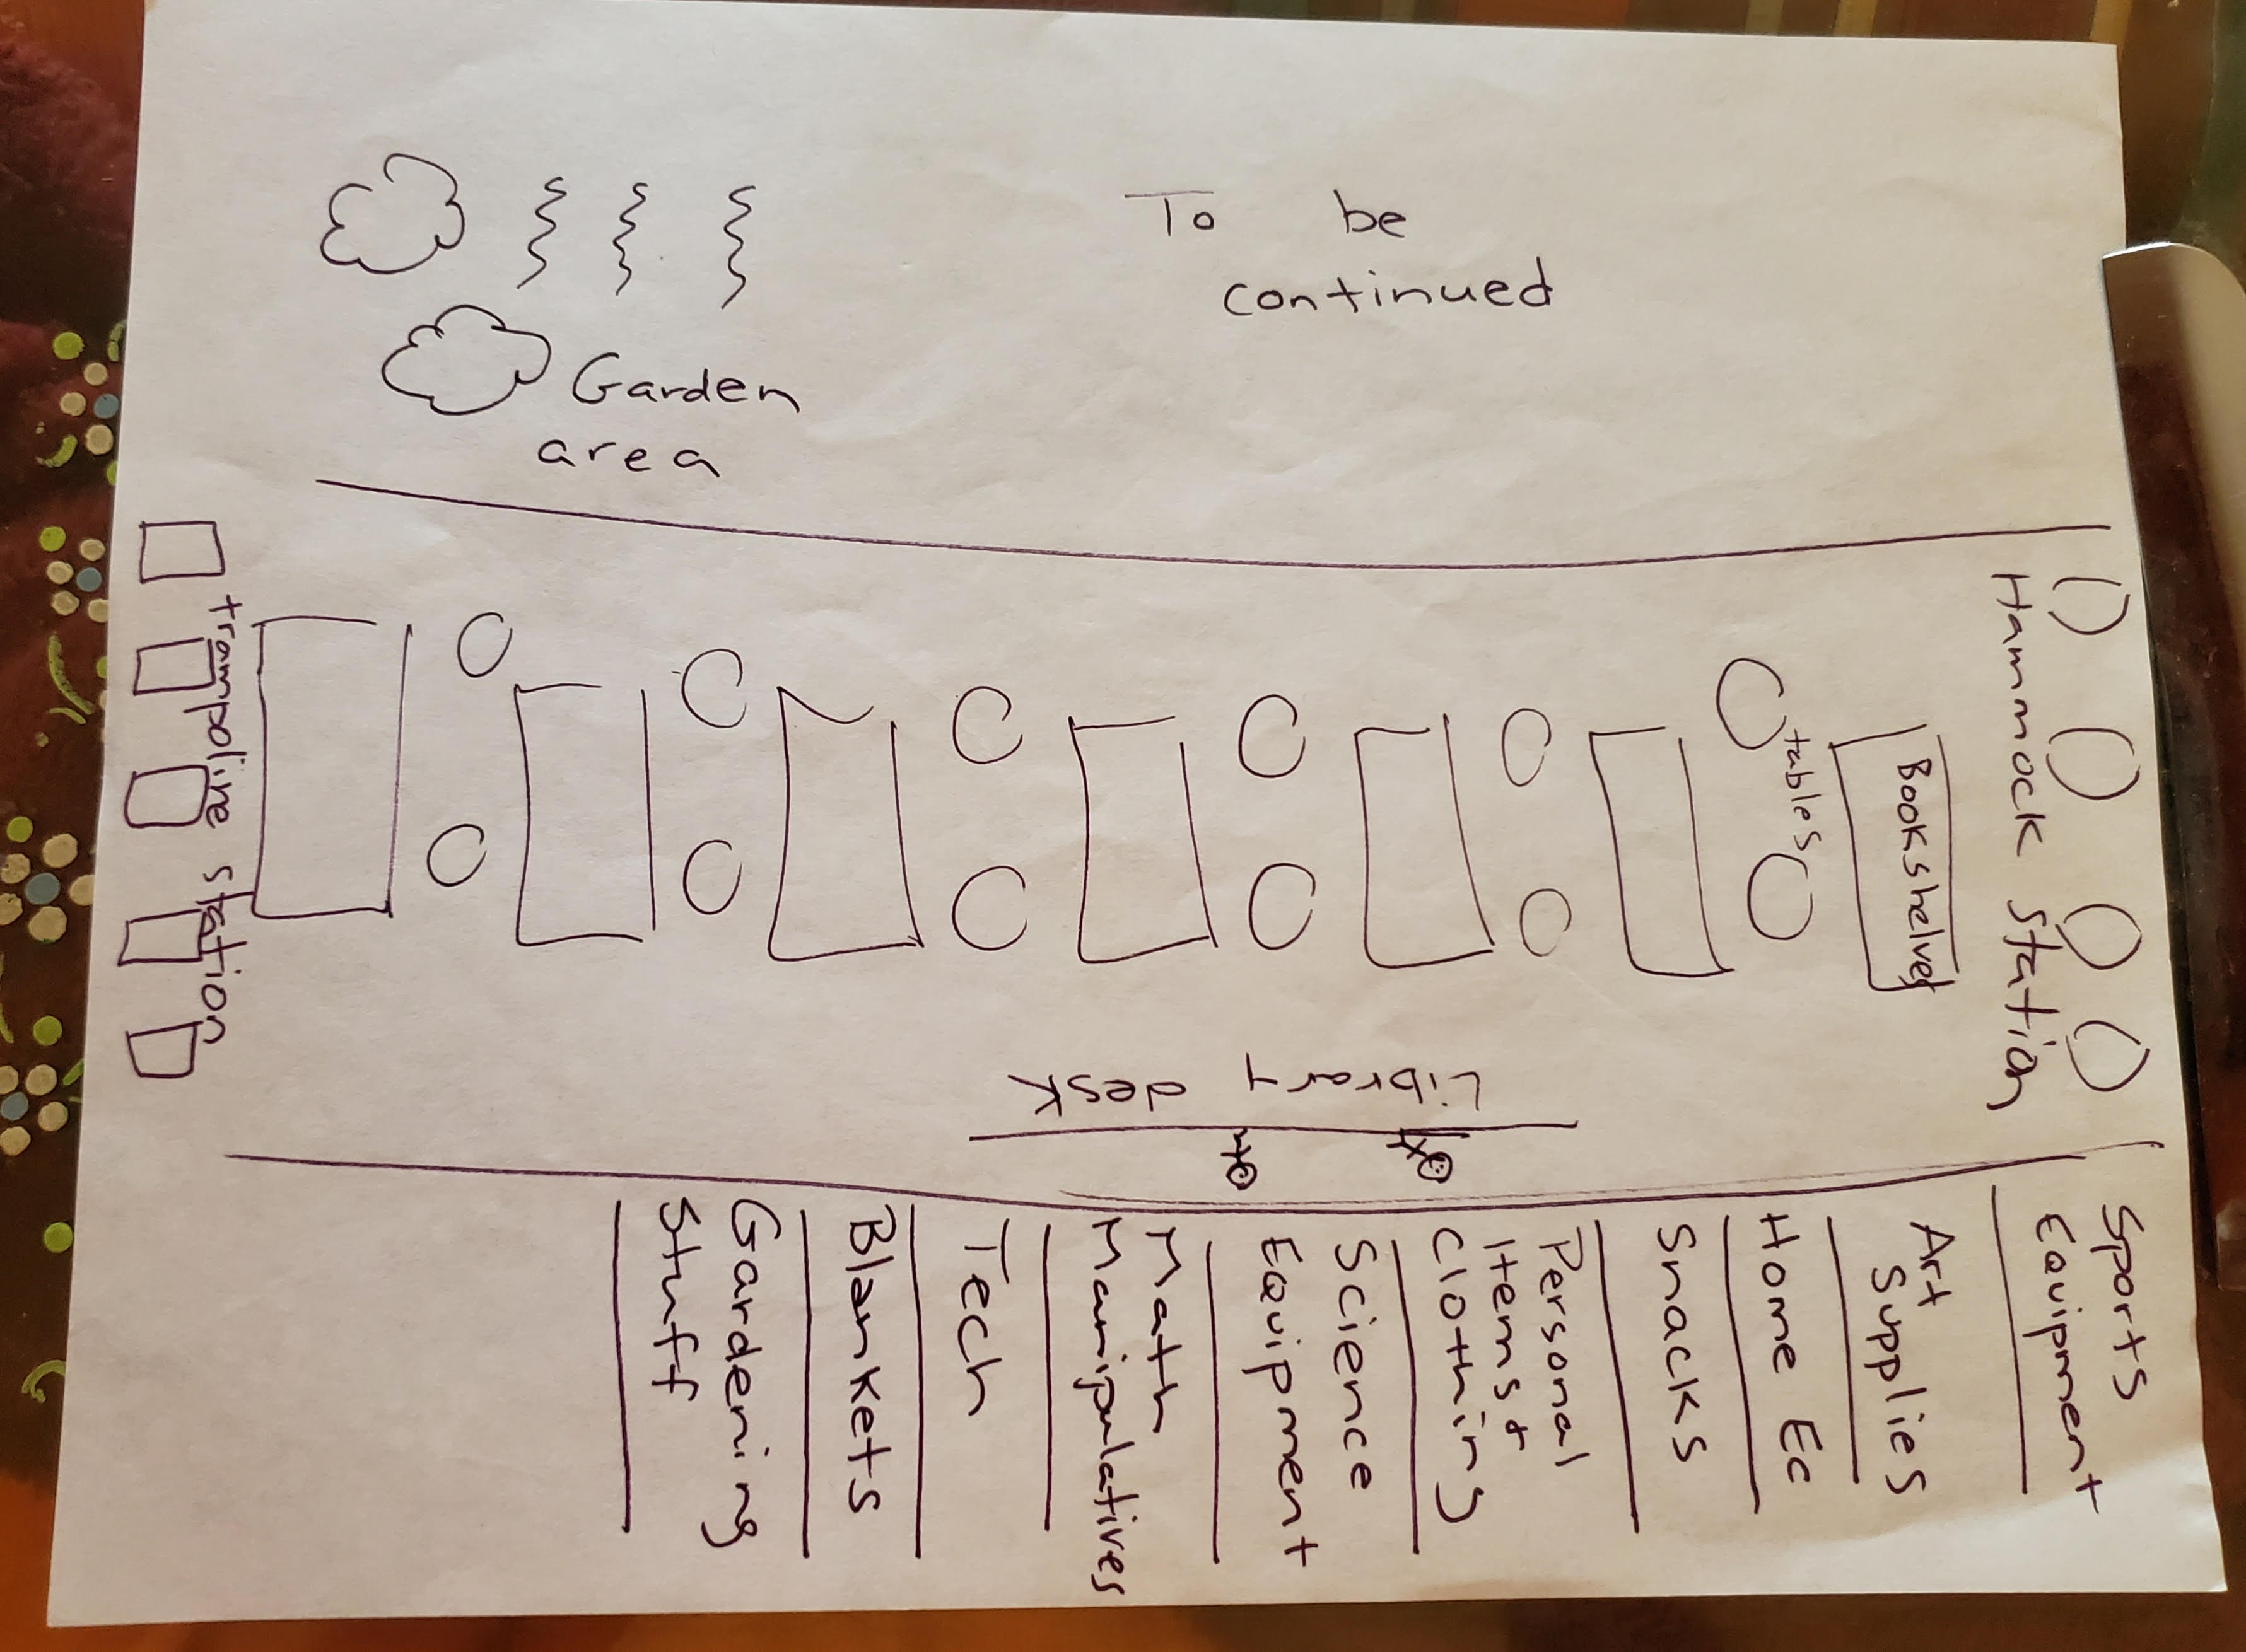 To be
continued
Garden
area
trampoline station
tables
Bookshelves
Hammock Station
Library desk
Sports
Equipment
Art
Supplies
Home Ec
Snacks
Personal
Items &
Clothing
Science
Equipment
Math
Manipulatives
Tech
Blankets
Gardening
Stuff